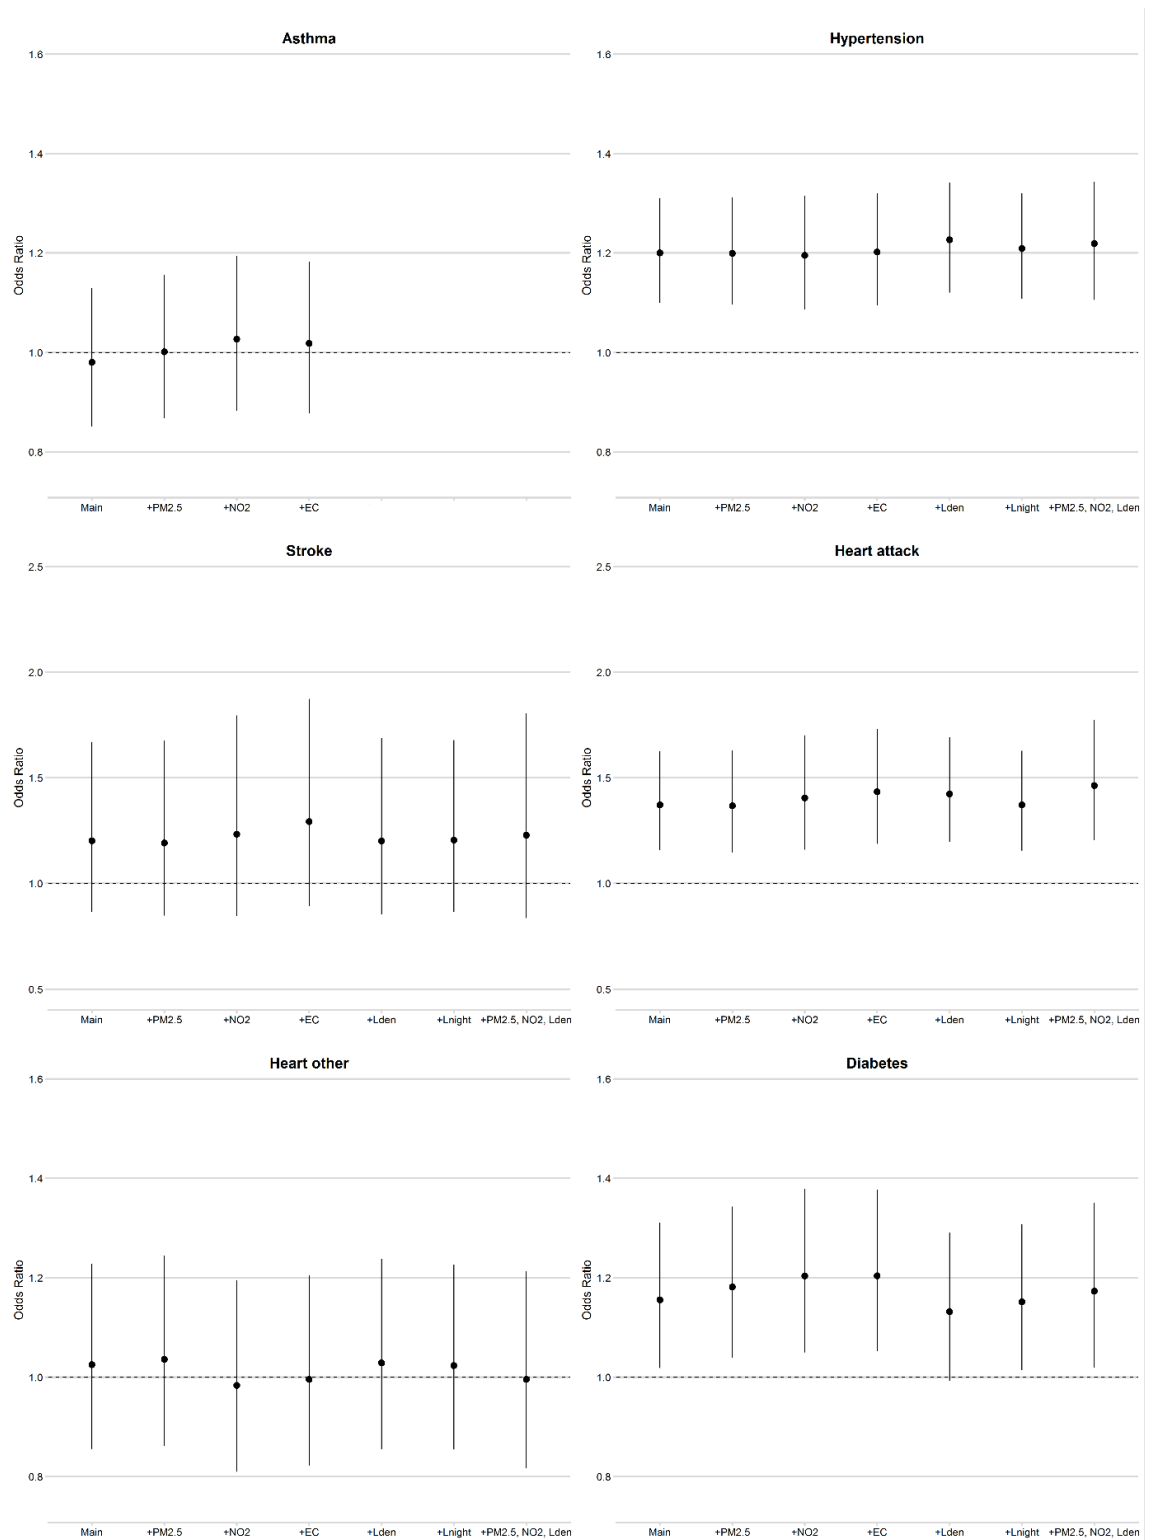 Asthma
1.6
1.4
1.2
1.0
0.8
Odds Ratio
Main +PM2.5 +NO2 +EC
Hypertension
1.6
1.4
1.2
1.0
0.8
Odds Ratio
Main +PM2.5 +NO2 +EC +Lden +Lnight +PM2.5, NO2, Lden
Stroke
2.5
2.0
1.5
1.0
0.5
Odds Ratio
Main +PM2.5 +NO2 +EC +Lden +Lnight +PM2.5, NO2, Lden
Heart attack
2.5
2.0
1.5
1.0
0.5
Odds Ratio
Main +PM2.5 +NO2 +EC +Lden +Lnight +PM2.5, NO2, Lden
Heart other
1.6
1.4
1.2
1.0
0.8
Odds Ratio
Main +PM2.5 +NO2 +EC +Lden +Lnight +PM2.5, NO2, Lden
Diabetes
1.6
1.4
1.2
1.0
0.8
Odds Ratio
Main +PM2.5 +NO2 +EC +Lden +Lnight +PM2.5, NO2, Lden